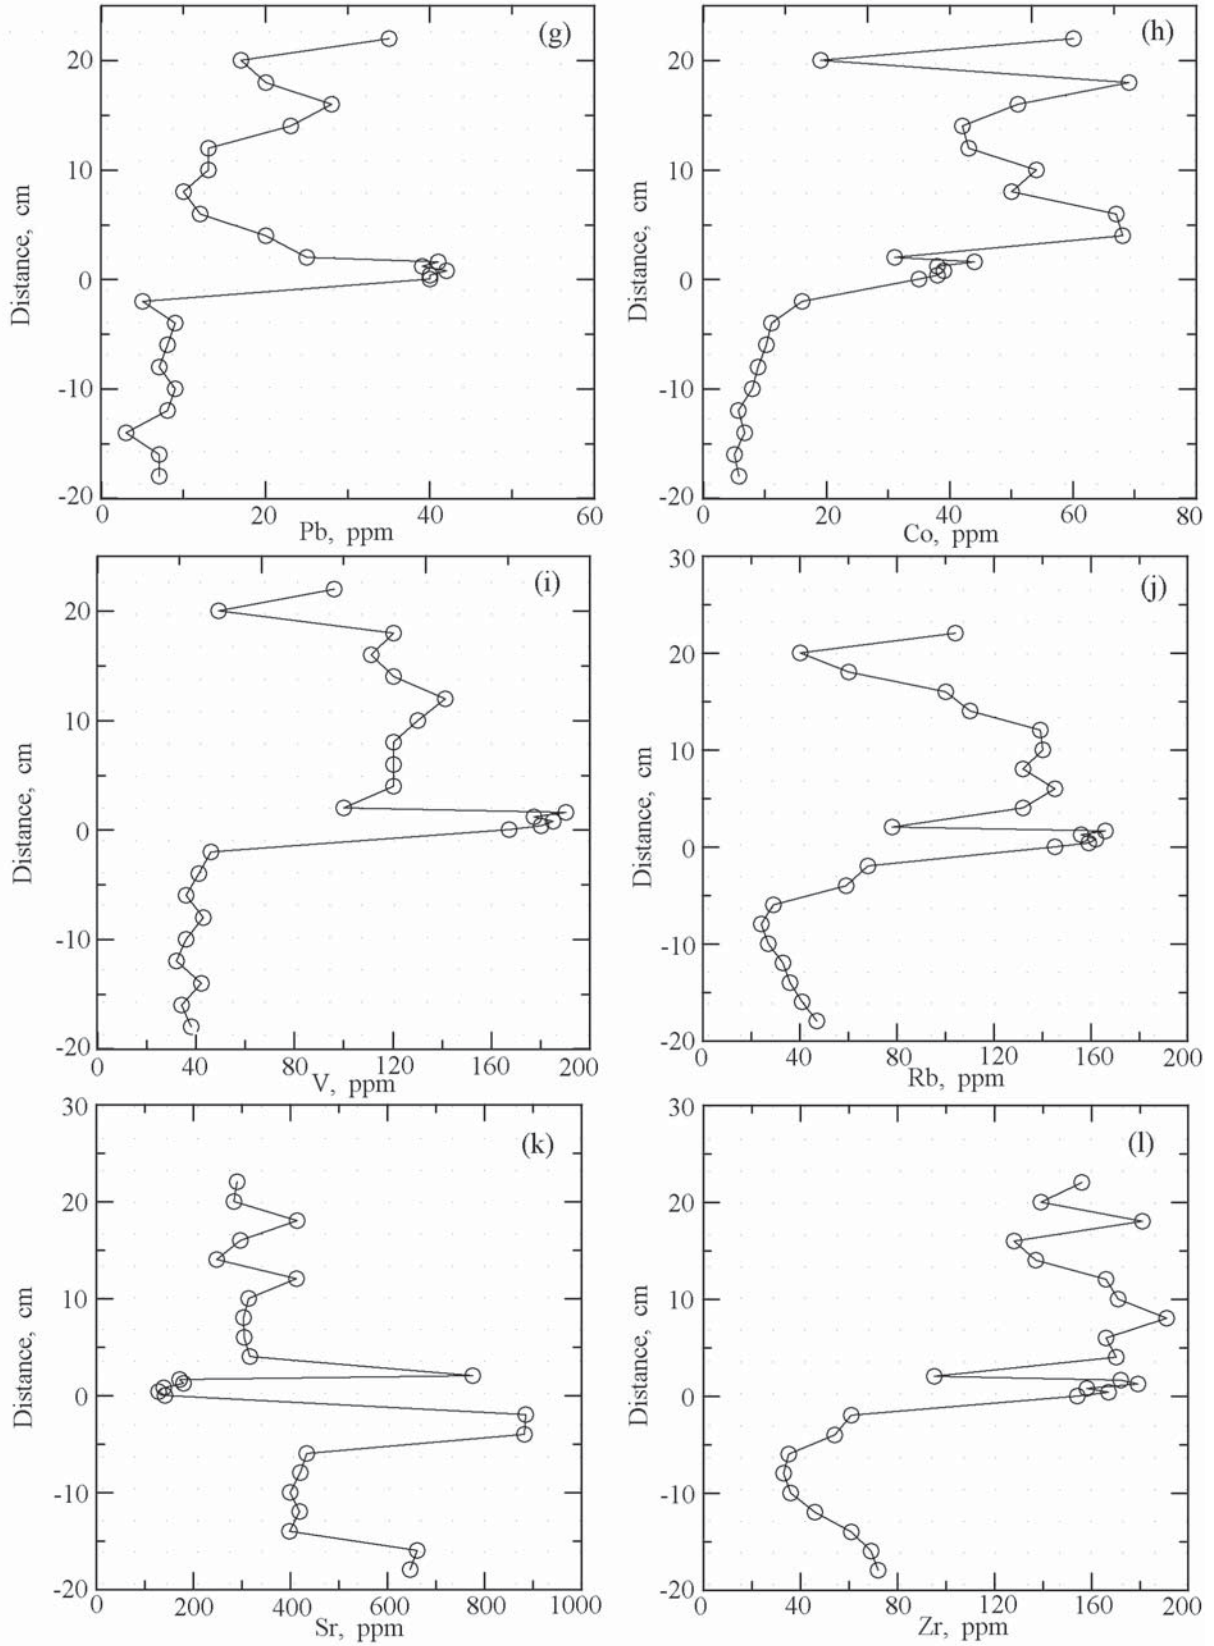 (g)
20
10
0
-10
-20
Distance, cm
0 20 40 60
Pb, ppm
(h)
20
10
0
-10
-20
Distance, cm
0 20 40 60 80
Co, ppm
(i)
20
10
0
-10
-20
Distance, cm
0 40 80 120 160 200
V, ppm
(j)
30
20
10
0
-10
-20
Distance, cm
0 40 80 120 160 200
Rb, ppm
(k)
30
20
10
0
-10
-20
Distance, cm
0 200 400 600 800 1000
Sr, ppm
(l)
30
20
10
0
-10
-20
Distance, cm
0 40 80 120 160 200
Zr, ppm